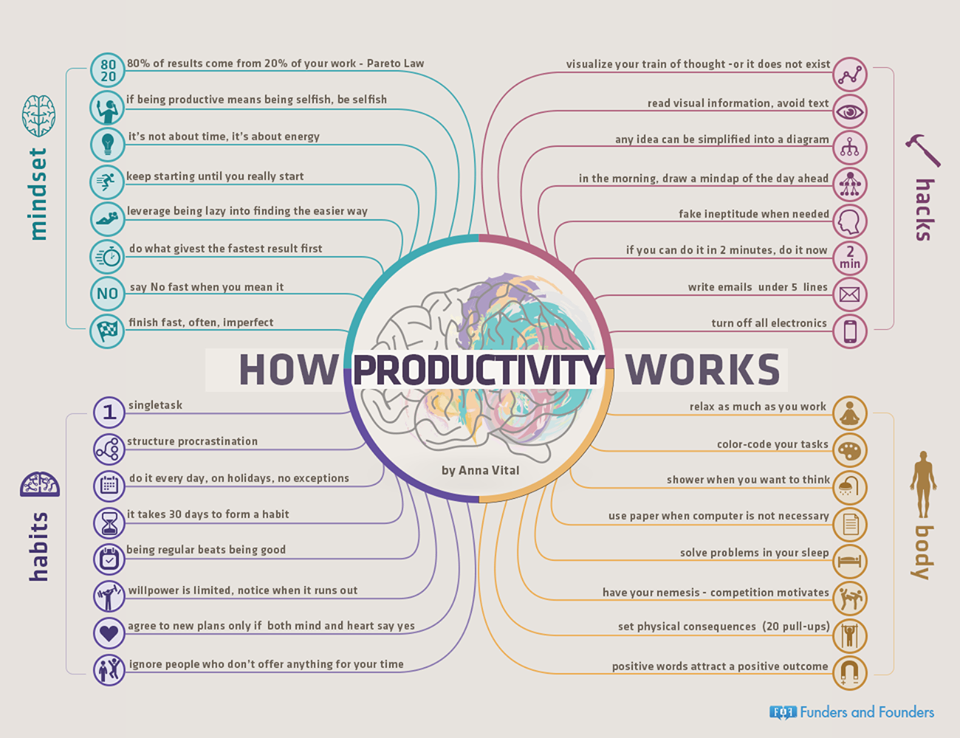 mindset
80
20
80% of results come from 20% of your work - Pareto Law
if being productive means being selfish, be selfish
it's not about time, it's about energy
keep starting until you really start
leverage being lazy into finding the easier way
do what givest the fastest result first
NO
say No fast when you mean it
finish fast, often, imperfect
hacks
visualize your train of thought -or it does not exist
read visual information, avoid text
any idea can be simplified into a diagram
in the morning, draw a mindap of the day ahead
fake ineptitude when needed
if you can do it in 2 minutes, do it now
2
min
write emails under 5 lines
turn off all electronics
HOW PRODUCTIVITY WORKS
by Anna Vital
habits
1
singletask
structure procrastination
do it every day, on holidays, no exceptions
it takes 30 days to form a habit
being regular beats being good
willpower is limited, notice when it runs out
agree to new plans only if both mind and heart say yes
ignore people who don't offer anything for your time
body
relax as much as you work
color-code your tasks
shower when you want to think
use paper when computer is not necessary
solve problems in your sleep
have your nemesis - competition motivates
set physical consequences (20 pull-ups)
positive words attract a positive outcome
FOF Funders and Founders